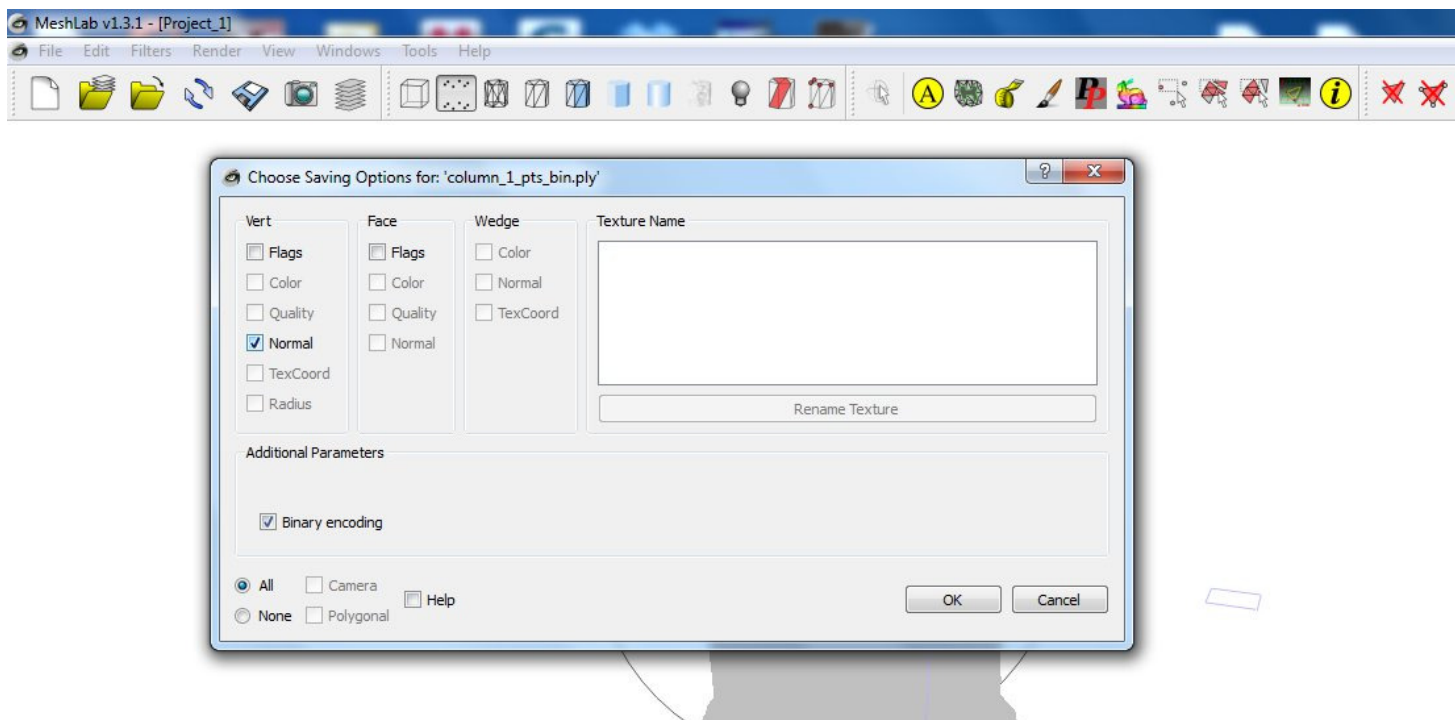 MeshLab v1.3.1 - [Project_1]
File Edit Filters Render View Windows Tools Help
A Pp i
Choose Saving Options for: 'column_1_pts_bin.ply'
Vert Face Wedge Texture Name
Flags Flags Color
Color Color Normal
Quality Quality TexCoord
Normal Normal
TexCoord
Radius Rename Texture
Additional Parameters
Binary encoding
All Camera
Help OK Cancel
None Polygonal